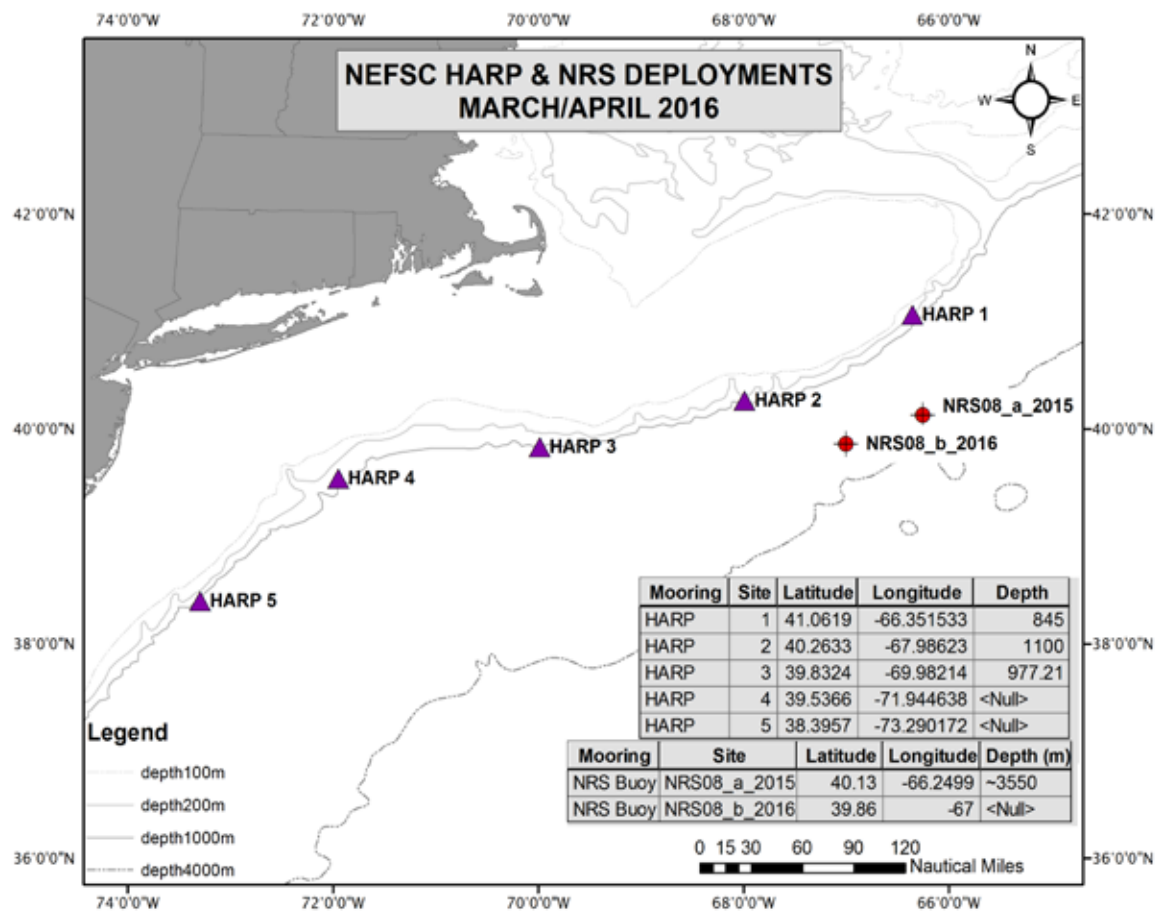 74°0'0"W 72°0'0"W 70°0'0"W 68°0'0"W 66°0'0"W
NEFSC HARP & NRS DEPLOYMENTS
MARCH/APRIL 2016
N
W E
S
42°0'0"N 42°0'0"N
HARP 1
HARP 2
NRS08_a_2015
40°0'0"N 40°0'0"N
HARP 3
NRS08_b_2016
HARP 4
HARP 5
38°0'0"N 38°0'0"N
Mooring Site Latitude Longitude Depth
HARP 1 41.0619 -66.351533 845
HARP 2 40.2633 -67.98623 1100
HARP 3 39.8324 -69.98214 977.21
HARP 4 39.5366 -71.944638 <Null>
HARP 5 38.3957 -73.290172 <Null>
Mooring Site Latitude Longitude Depth (m)
NRS Buoy NRS08_a_2015 40.13 -66.2499 ~3550
NRS Buoy NRS08_b_2016 39.86 -67 <Null>
Legend
depth100m
depth200m
depth1000m
depth4000m
0 15 30 60 90 120
Nautical Miles
36°0'0"N 36°0'0"N
74°0'0"W 72°0'0"W 70°0'0"W 68°0'0"W 66°0'0"W